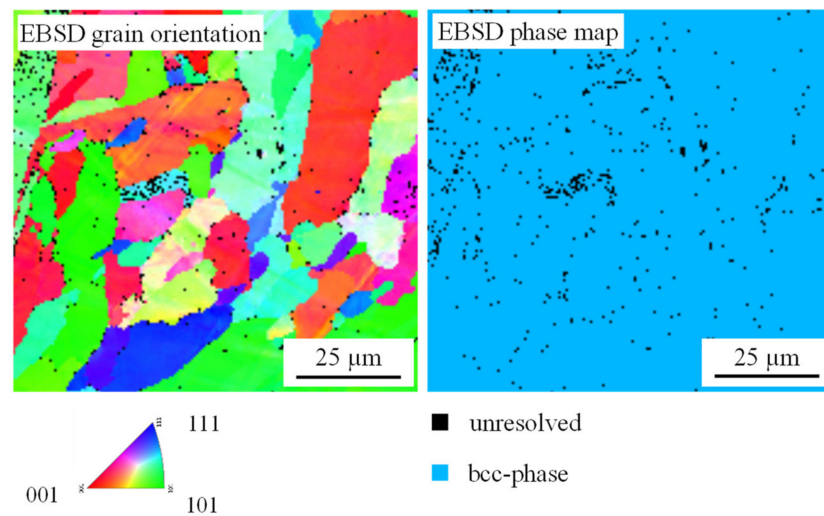 EBSD grain orientation
EBSD phase map
25 μm
25 μm
111
001
101
unresolved
bcc-phase